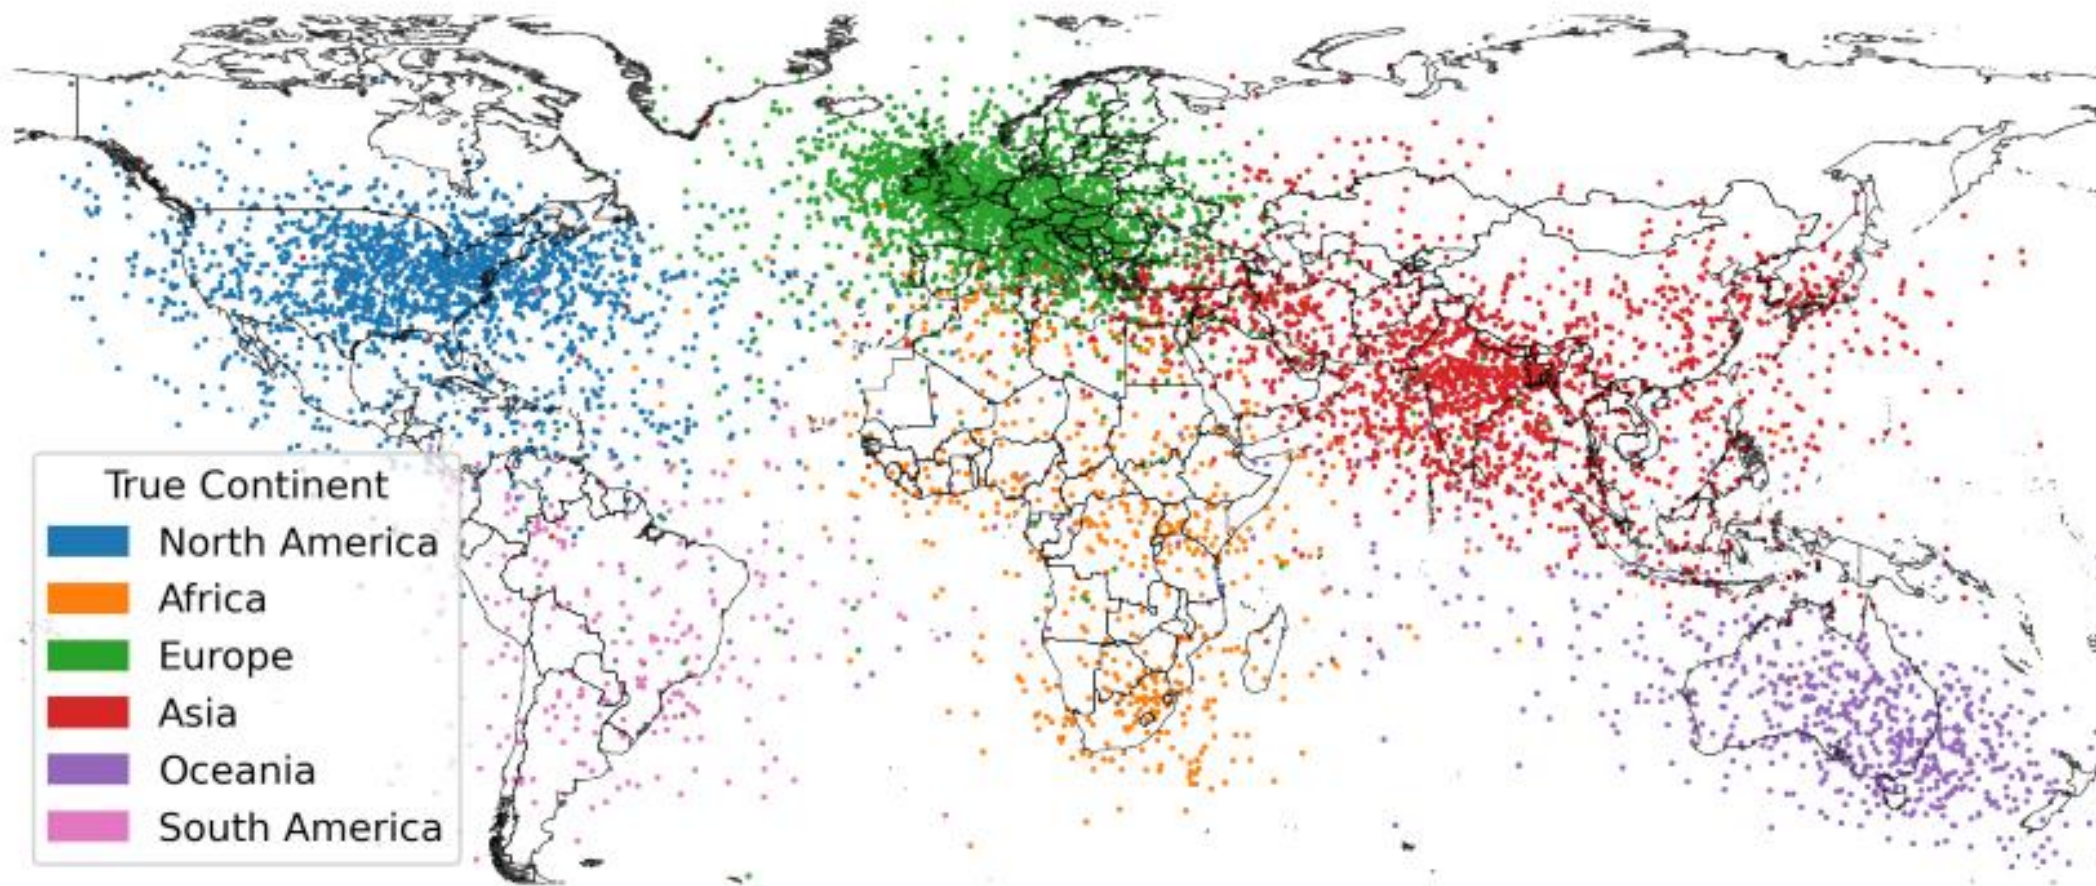 True Continent
North America
Africa
Europe
Asia
Oceania
South America